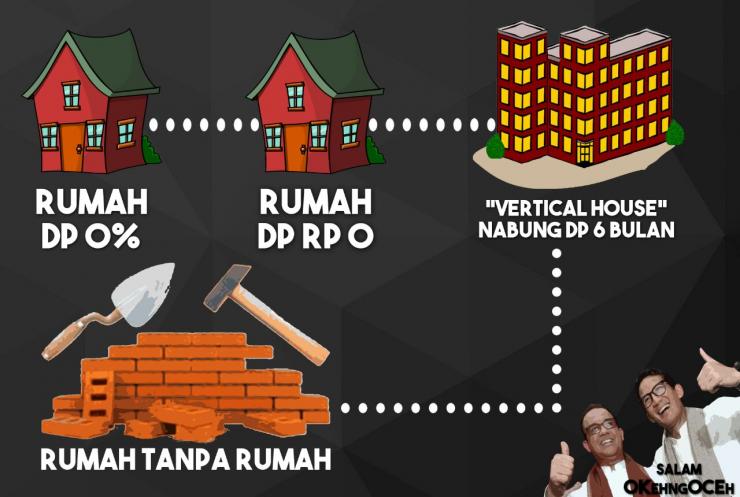 RUMAH
DP 0%
RUMAH
DP RP 0
"VERTICAL HOUSE"
NABUNG DP 6 BULAN
RUMAH TANPA RUMAH
SALAM
OKEHNGOCEH